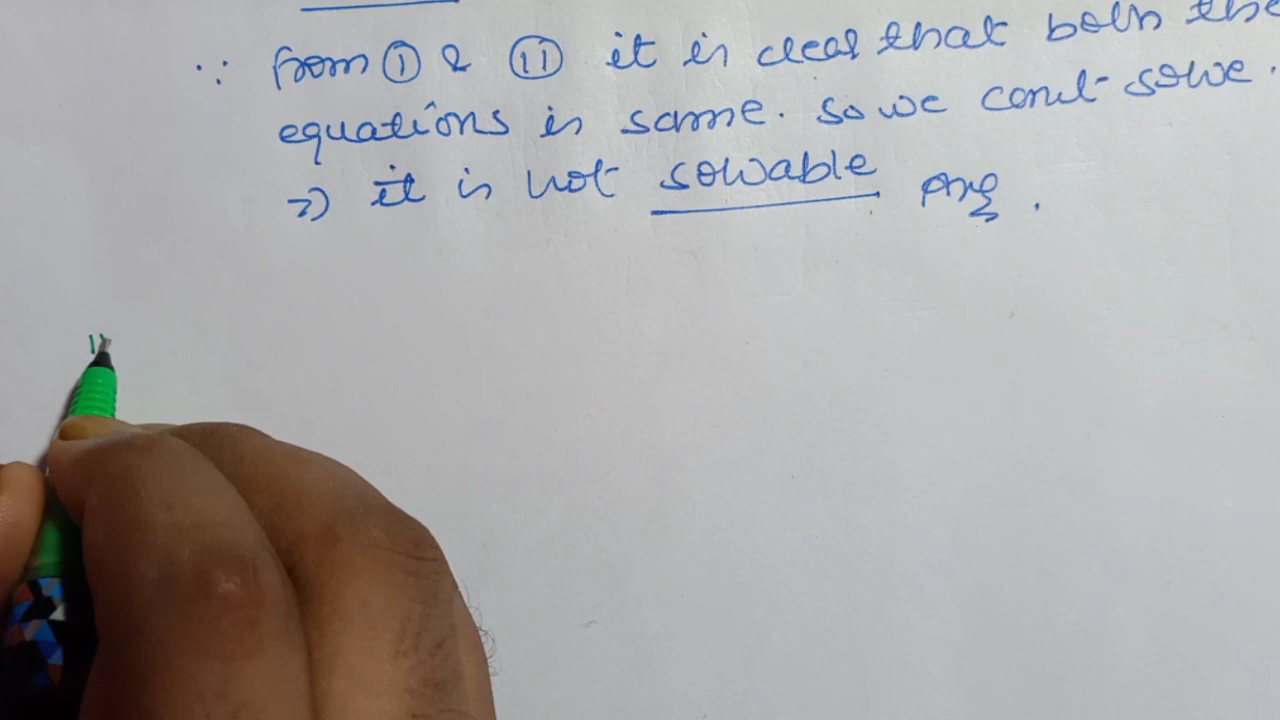 ∵ from ① & ⑪ it is clear that both the
equations is same. so we can't solve.
⇒ it is not solvable Ans.